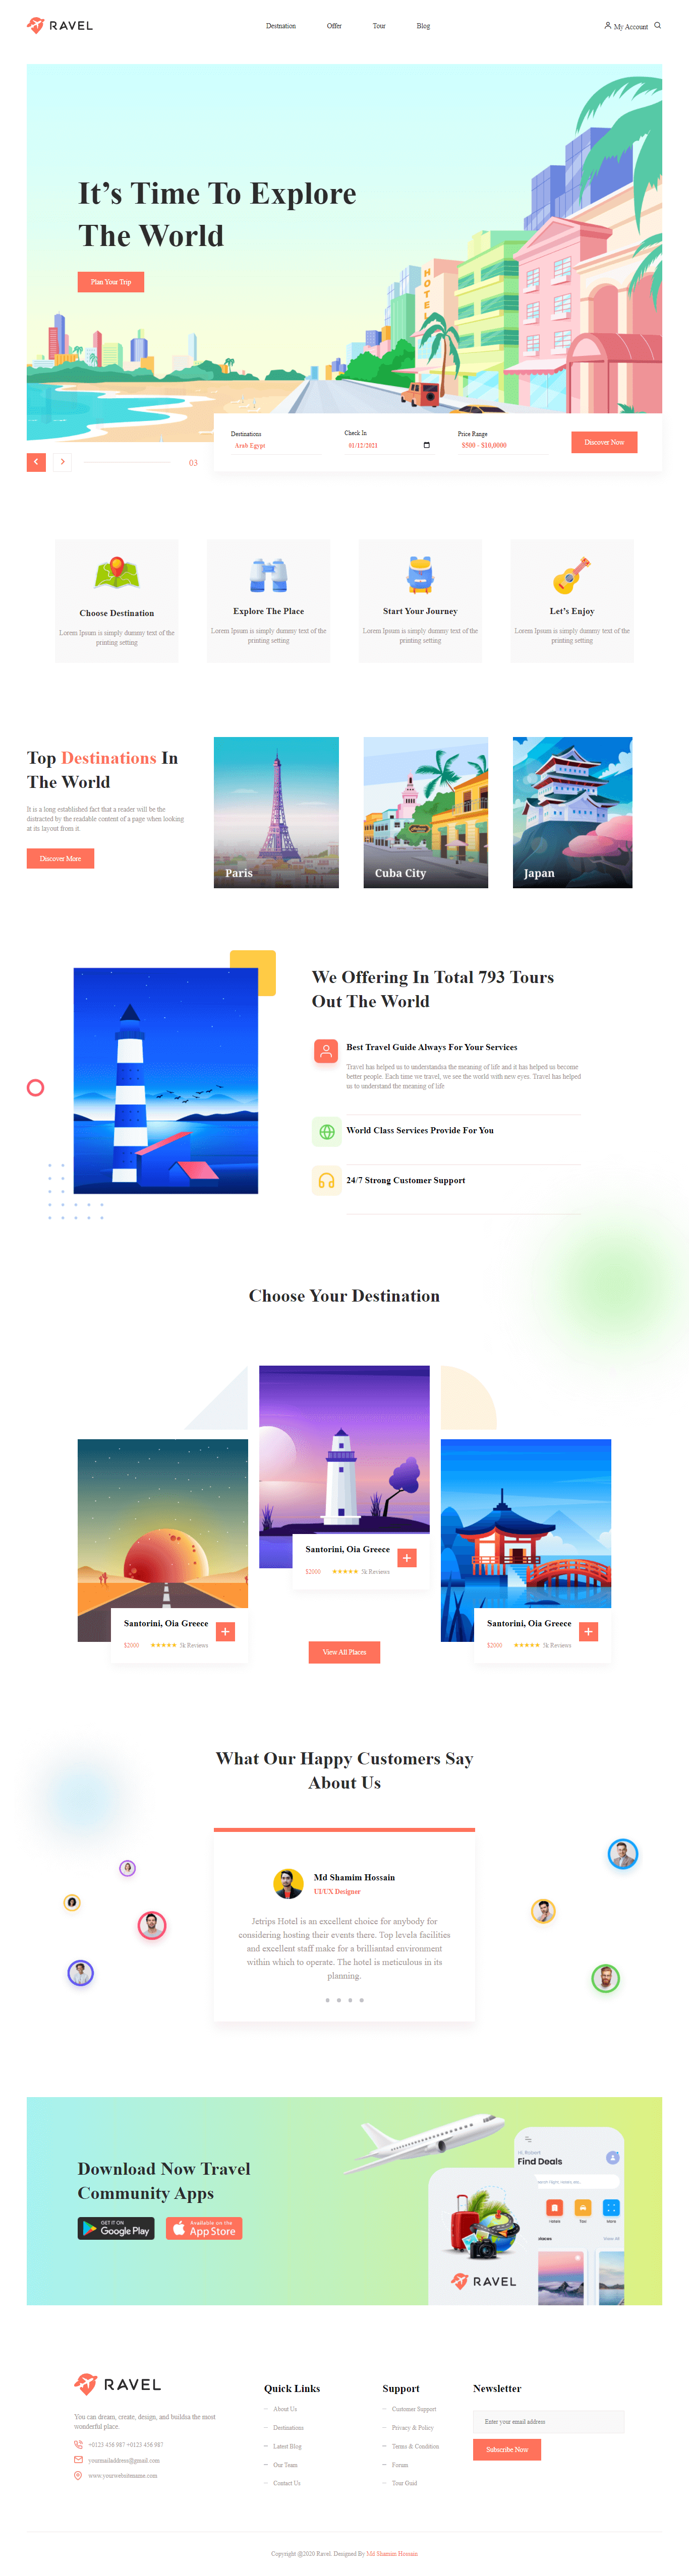 RAVEL
Destnation
Offer
Tour
Blog
My Account
It's Time To Explore
The World
Plan Your Trip
HOTEL
Destinations
Arab Egypt
Check In
01/12/2021
Price Range
$500 - $10,0000
Discover Now
03
Choose Destination
Lorem Ipsum is simply dummy text of the
printing setting
Explore The Place
Lorem Ipsum is simply dummy text of the
printing setting
Start Your Journey
Lorem Ipsum is simply dummy text of the
printing setting
Let's Enjoy
Lorem Ipsum is simply dummy text of the
printing setting
Top Destinations In
The World
It is a long established fact that a reader will be the
distracted by the readable content of a page when looking
at its layout from it.
Discover More
Paris
Cuba City
Japan
We Offering In Total 793 Tours
Out The World
Best Travel Guide Always For Your Services
Travel has helped us to understandia the meaning of life and it has helped us become
better people. Each time we travel, we see the world with new eyes. Travel tias helped
us to understand the meaning of life
World Class Services Provide For You
24/7 Strong Customer Support
Choose Your Destination
Santorini, Oia Greece
$2000
5k Reviews
Santorini, Oia Greece
$2000
5k Reviews
Santorini, Oia Greece
$2000
5k Reviews
View All Places
What Our Happy Customers Say
About Us
Md Shamim Hossain
UI/UX Designer
Jetrips Hotel is an excellent choice for anybody for
considering hosting their events there. Top levela facilities
and excellent staff make for a brilliantad environment
within which to operate. The hotel is meticulous in its
planning.
Download Now Travel
Community Apps
GET IT ON
Google Play
Available on the
App Store
Hi, Robert
Find Deals
Search flight, hotels, etc.,
Hotels
Taxi
More
View All
RAVEL
RAVEL
You can dream, create, design, and buildia the most
wonderful place.
+0123 456 987 +0123 456 987
yourmailaddress@gmail.com
www.yourwebsitename.com
Quick Links
About Us
Destinations
Latest Blog
Our Team
Contact Us
Support
Customer Support
Privacy & Policy
Terms & Condition
Forum
Tour Guid
Newsletter
Enter your email address
Subscribe Now
Copyright @2020 Ravel. Designed By Md Shamim Hossain